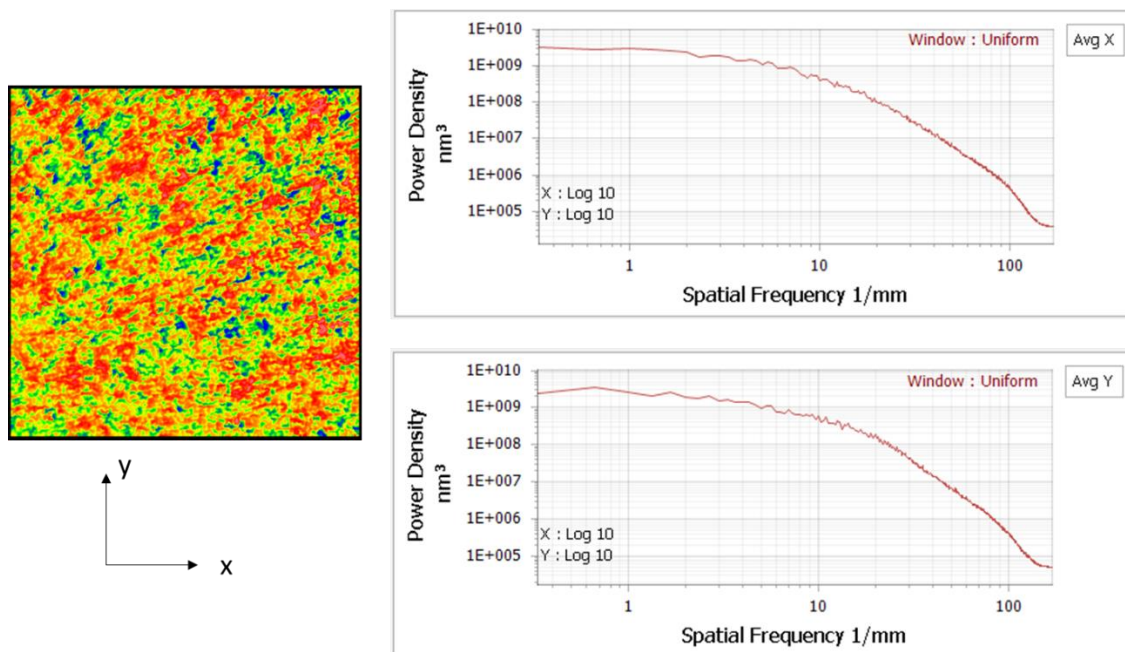 y
x
1E+010
1E+009
1E+008
1E+007
1E+006
1E+005
Power Density
nm³
Window : Uniform
Avg X
X : Log 10
Y : Log 10
1
10
100
Spatial Frequency 1/mm
1E+010
1E+009
1E+008
1E+007
1E+006
1E+005
Power Density
nm³
Window : Uniform
Avg Y
X : Log 10
Y : Log 10
1
10
100
Spatial Frequency 1/mm